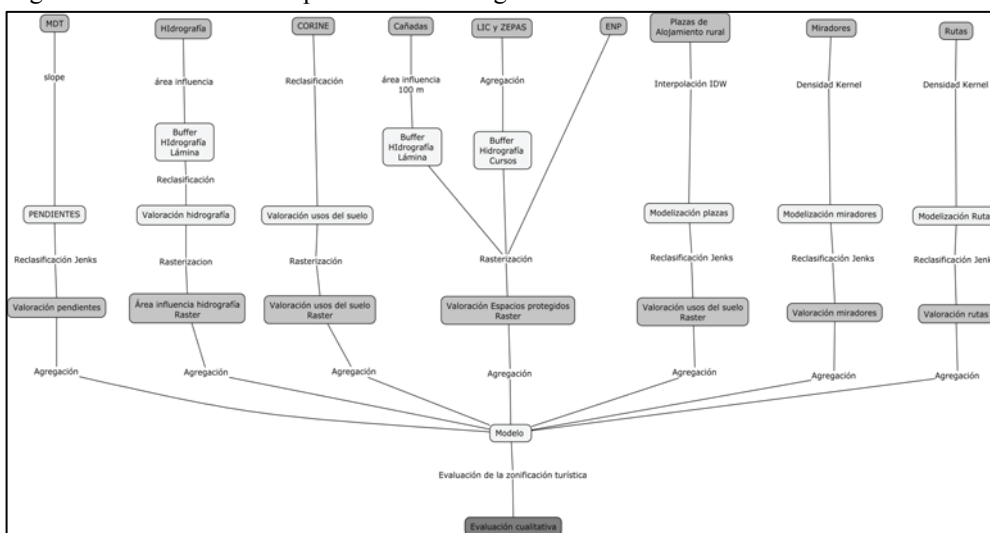 MDT
HIdrografía
CORINE
Cañadas
LIC y ZEPAS
ENP
Plazas de
Alojamiento rural
Miradores
Rutas
slope
área influencia
Reclasificación
área influencia
100 m
Agregación
Interpolación IDW
Densidad Kernel
Densidad Kernel
Buffer
HIdrografía
Lámina
Buffer
HIdrografía
Lámina
Buffer
Hidrografía
Cursos
Reclasificación
PENDIENTES
Valoración hidrografía
Valoración usos del suelo
Modelización plazas
Modelización miradores
Modelización Ruta
Reclasificación Jenks
Rasterizacion
Rasterización
Rasterización
Reclasificación Jenks
Reclasificación Jenks
Reclasificación Jenks
Valoración pendientes
Área influencia hidrografía
Raster
Valoración usos del suelo
Raster
Valoración Espacios protegidos
Raster
Valoración usos del suelo
Raster
Valoración miradores
Valoración rutas
Agregación
Agregación
Agregación
Agregación
Agregación
Agregación
Agregación
Modelo
Evaluación de la zonificación turística
Evaluación cualitativa